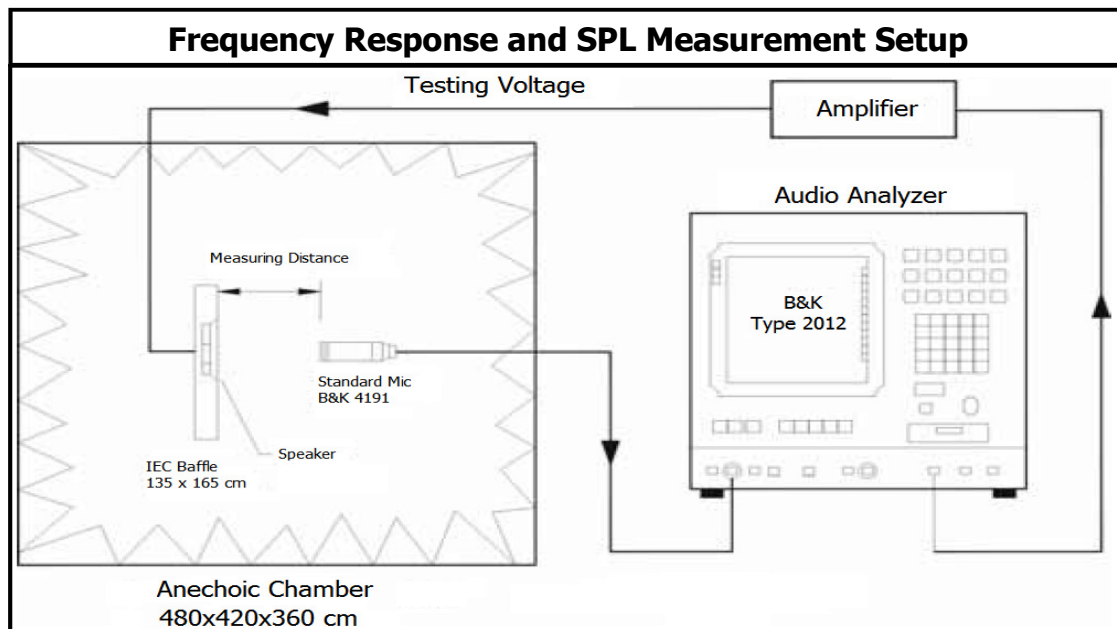 Frequency Response and SPL Measurement Setup
Testing Voltage
Amplifier
Audio Analyzer
Measuring Distance
B&K
Type 2012
Standard Mic
B&K 4191
Speaker
IEC Baffle
135 x 165 cm
Anechoic Chamber
480x420x360 cm